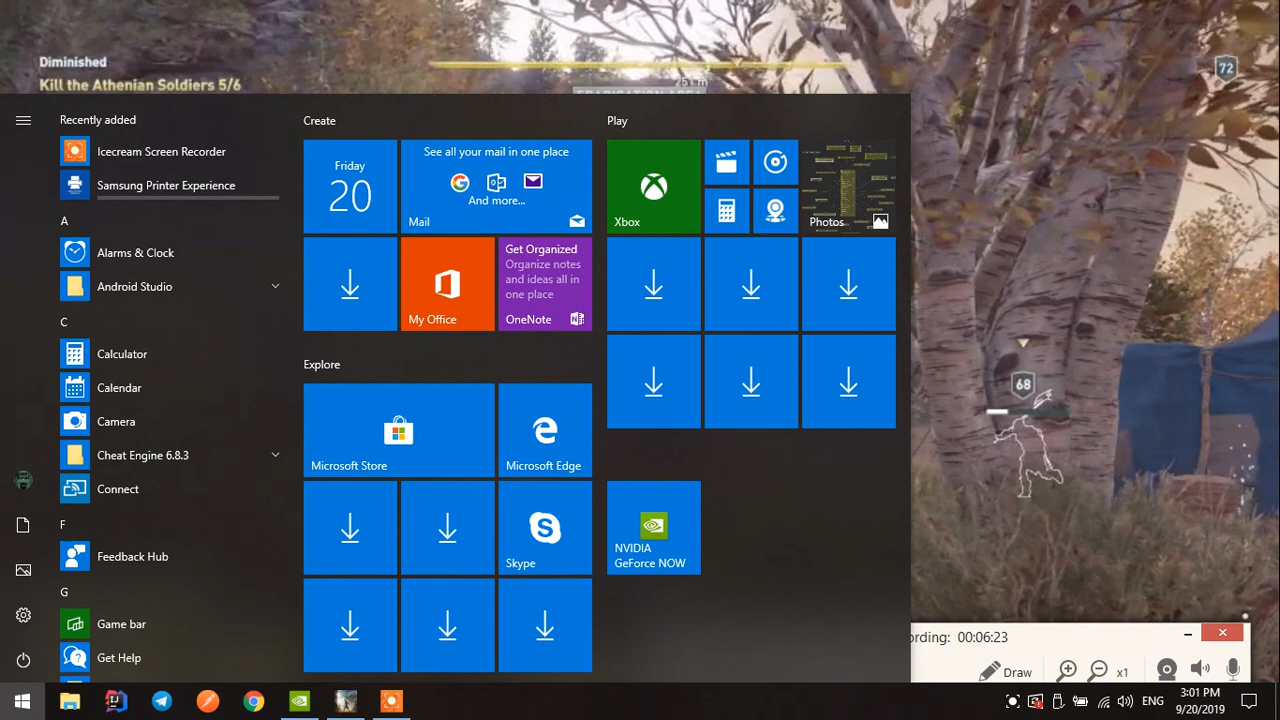 Diminished
Kill the Athenian Soldiers 5/6
251 m
ERADICATION AREA
72
Recently added
Icecream Screen Recorder
Samsung Printer Experience
A
Alarms & Clock
Android Studio
C
Calculator
Calendar
Camera
Cheat Engine 6.8.3
Connect
F
Feedback Hub
G
Game bar
Get Help
Create
Friday
20
See all your mail in one place
And more...
Mail
My Office
Get Organized
Organize notes
and ideas all in
one place
OneNote
Explore
Microsoft Store
Microsoft Edge
Skype
Play
Xbox
Photos
NVIDIA
GeForce NOW
68
ording: 00:06:23
Draw
x1
ENG
3:01 PM
9/20/2019